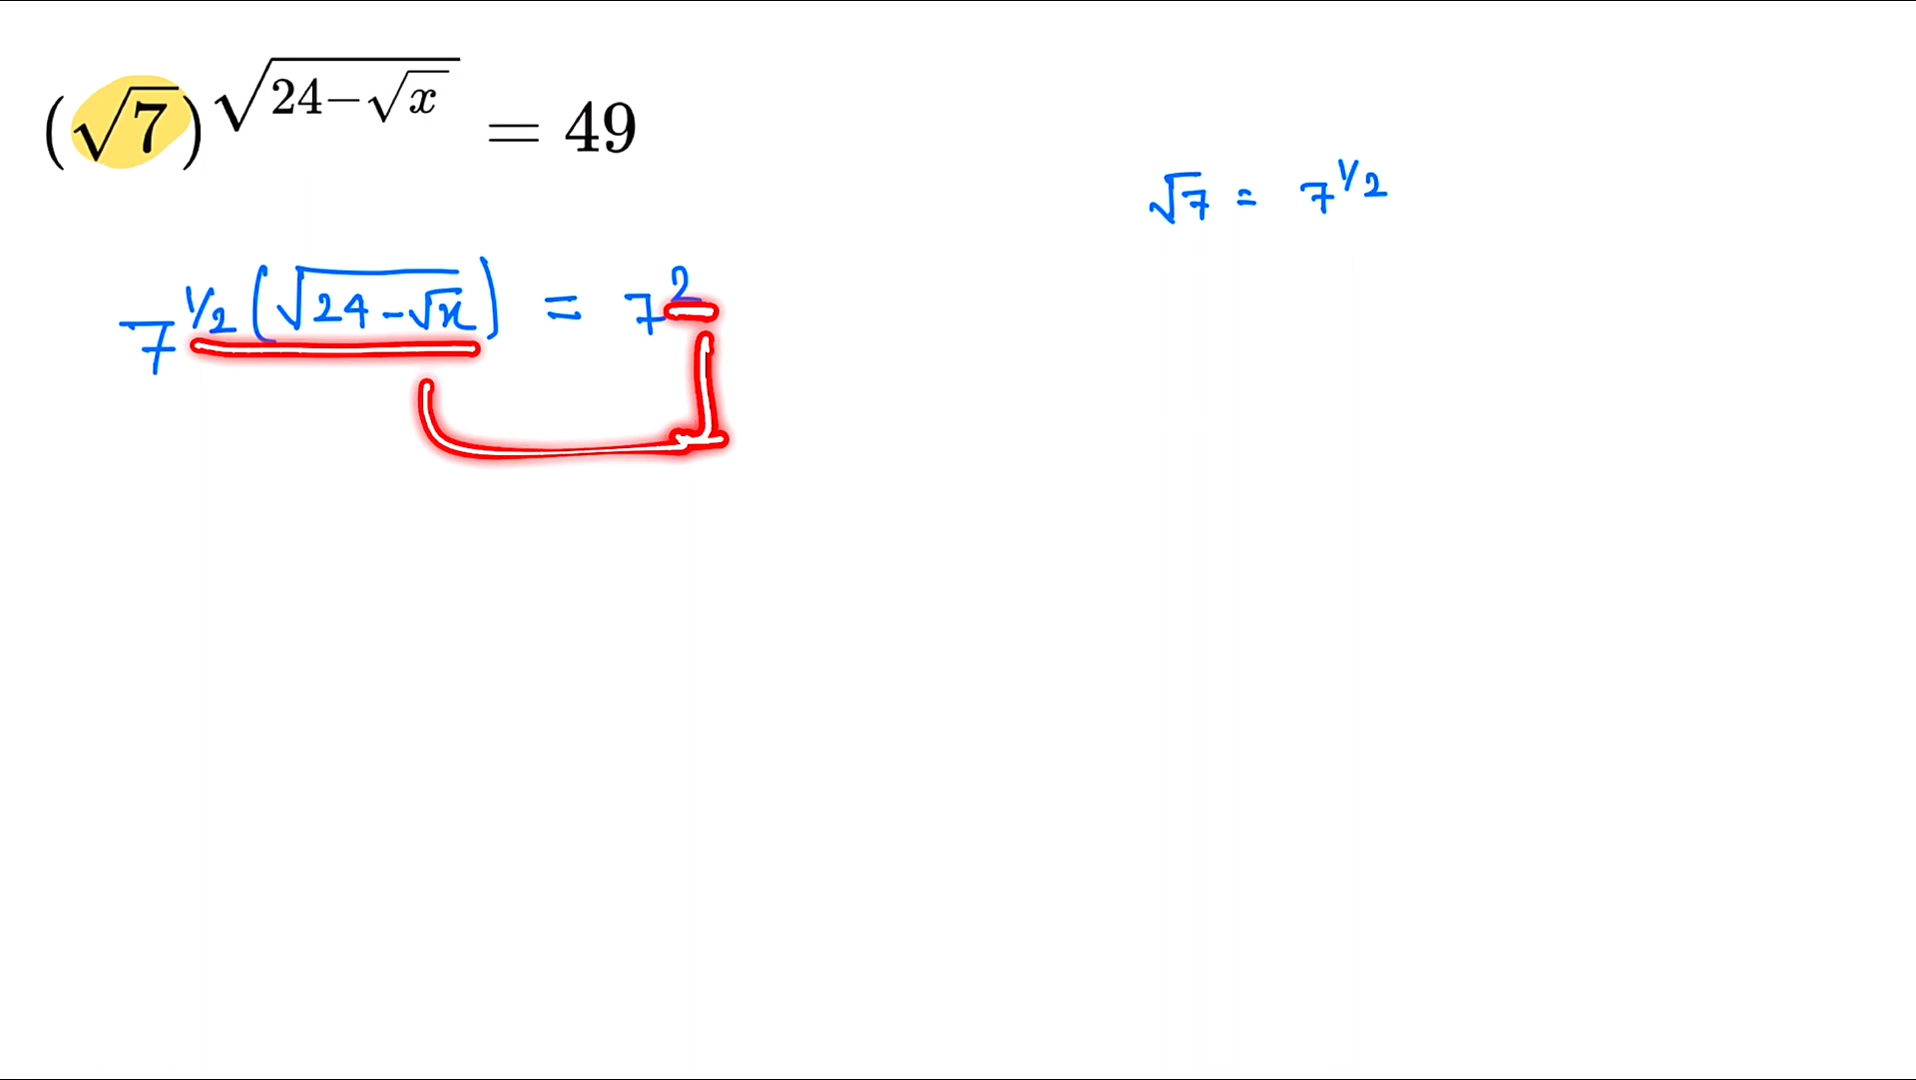 (√7)^√(24−√x) = 49
√7 = 7^1/2
7^1/2(√(24−√x)) = 7^2